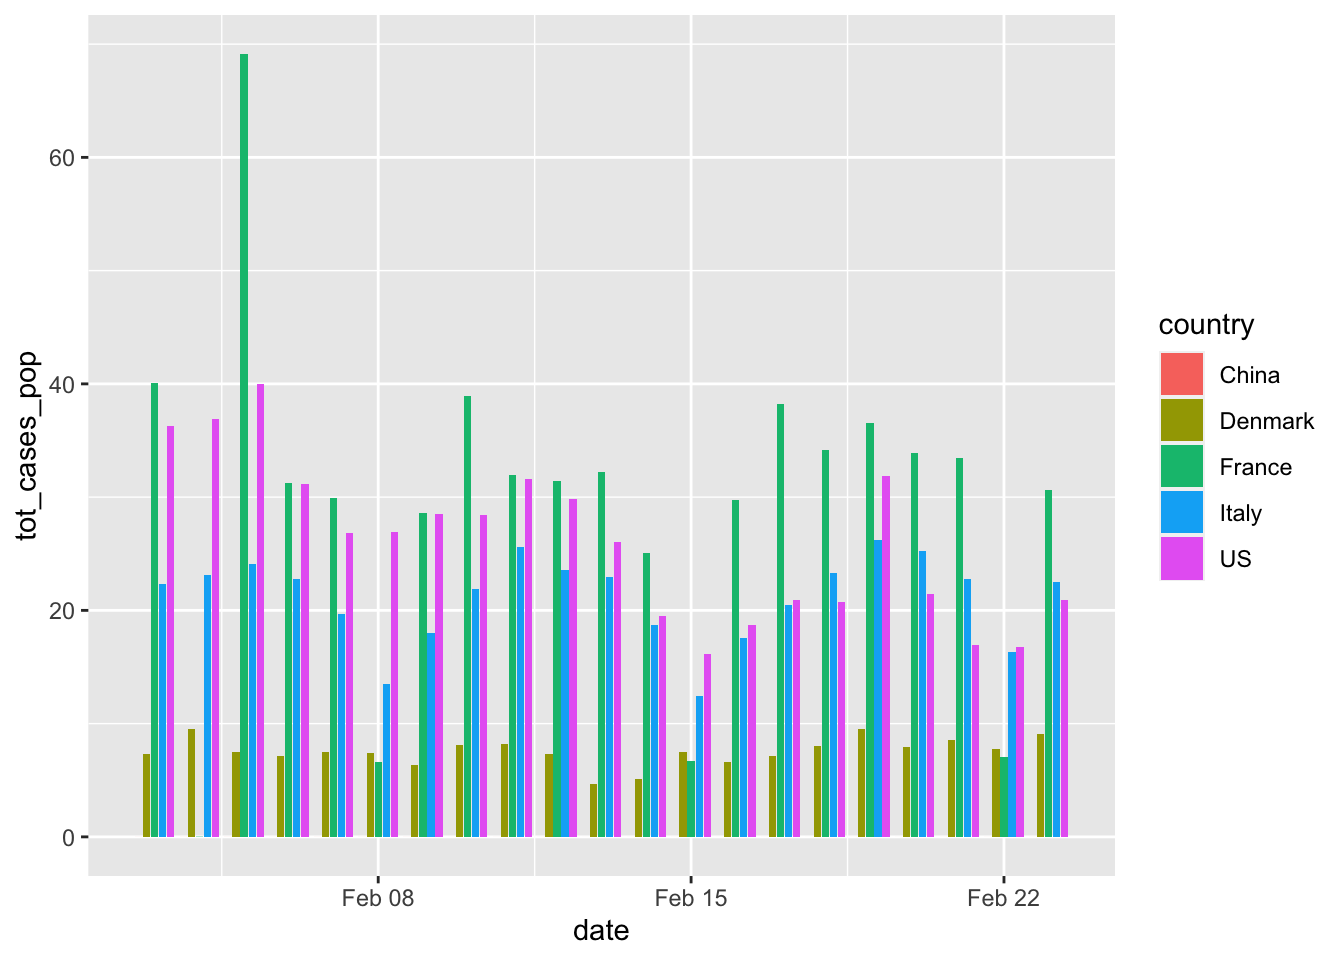 tot_cases_pop
60
40
20
0
Feb 08
Feb 15
Feb 22
date
country
China
Denmark
France
Italy
US